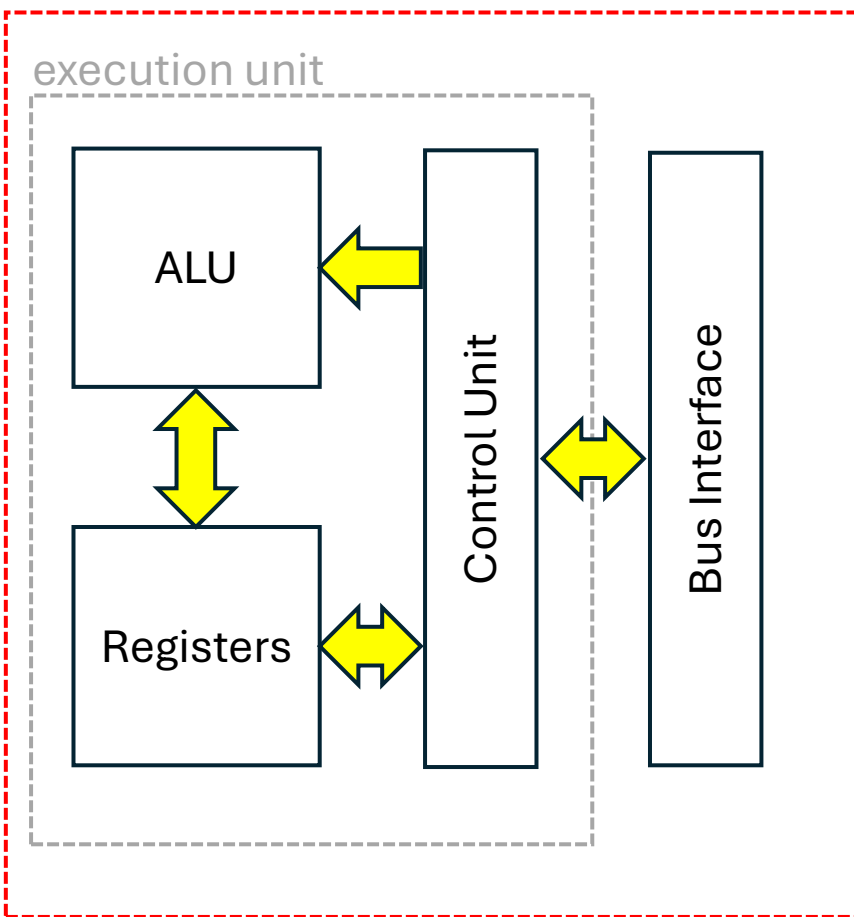 execution unit
ALU
Control Unit
Bus Interface
Registers